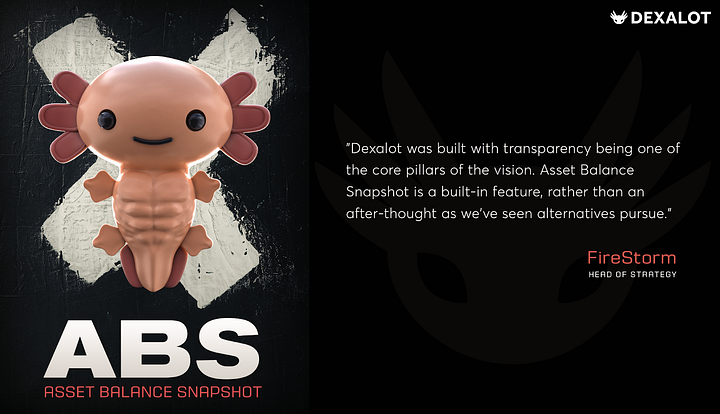 DEXALOT
"Dexalot was built with transparency being one of
the core pillars of the vision. Asset Balance
Snapshot is a built-in feature, rather than an
after-thought as we've seen alternatives pursue."
FireStorm
HEAD OF STRATEGY
ABS
ASSET BALANCE SNAPSHOT